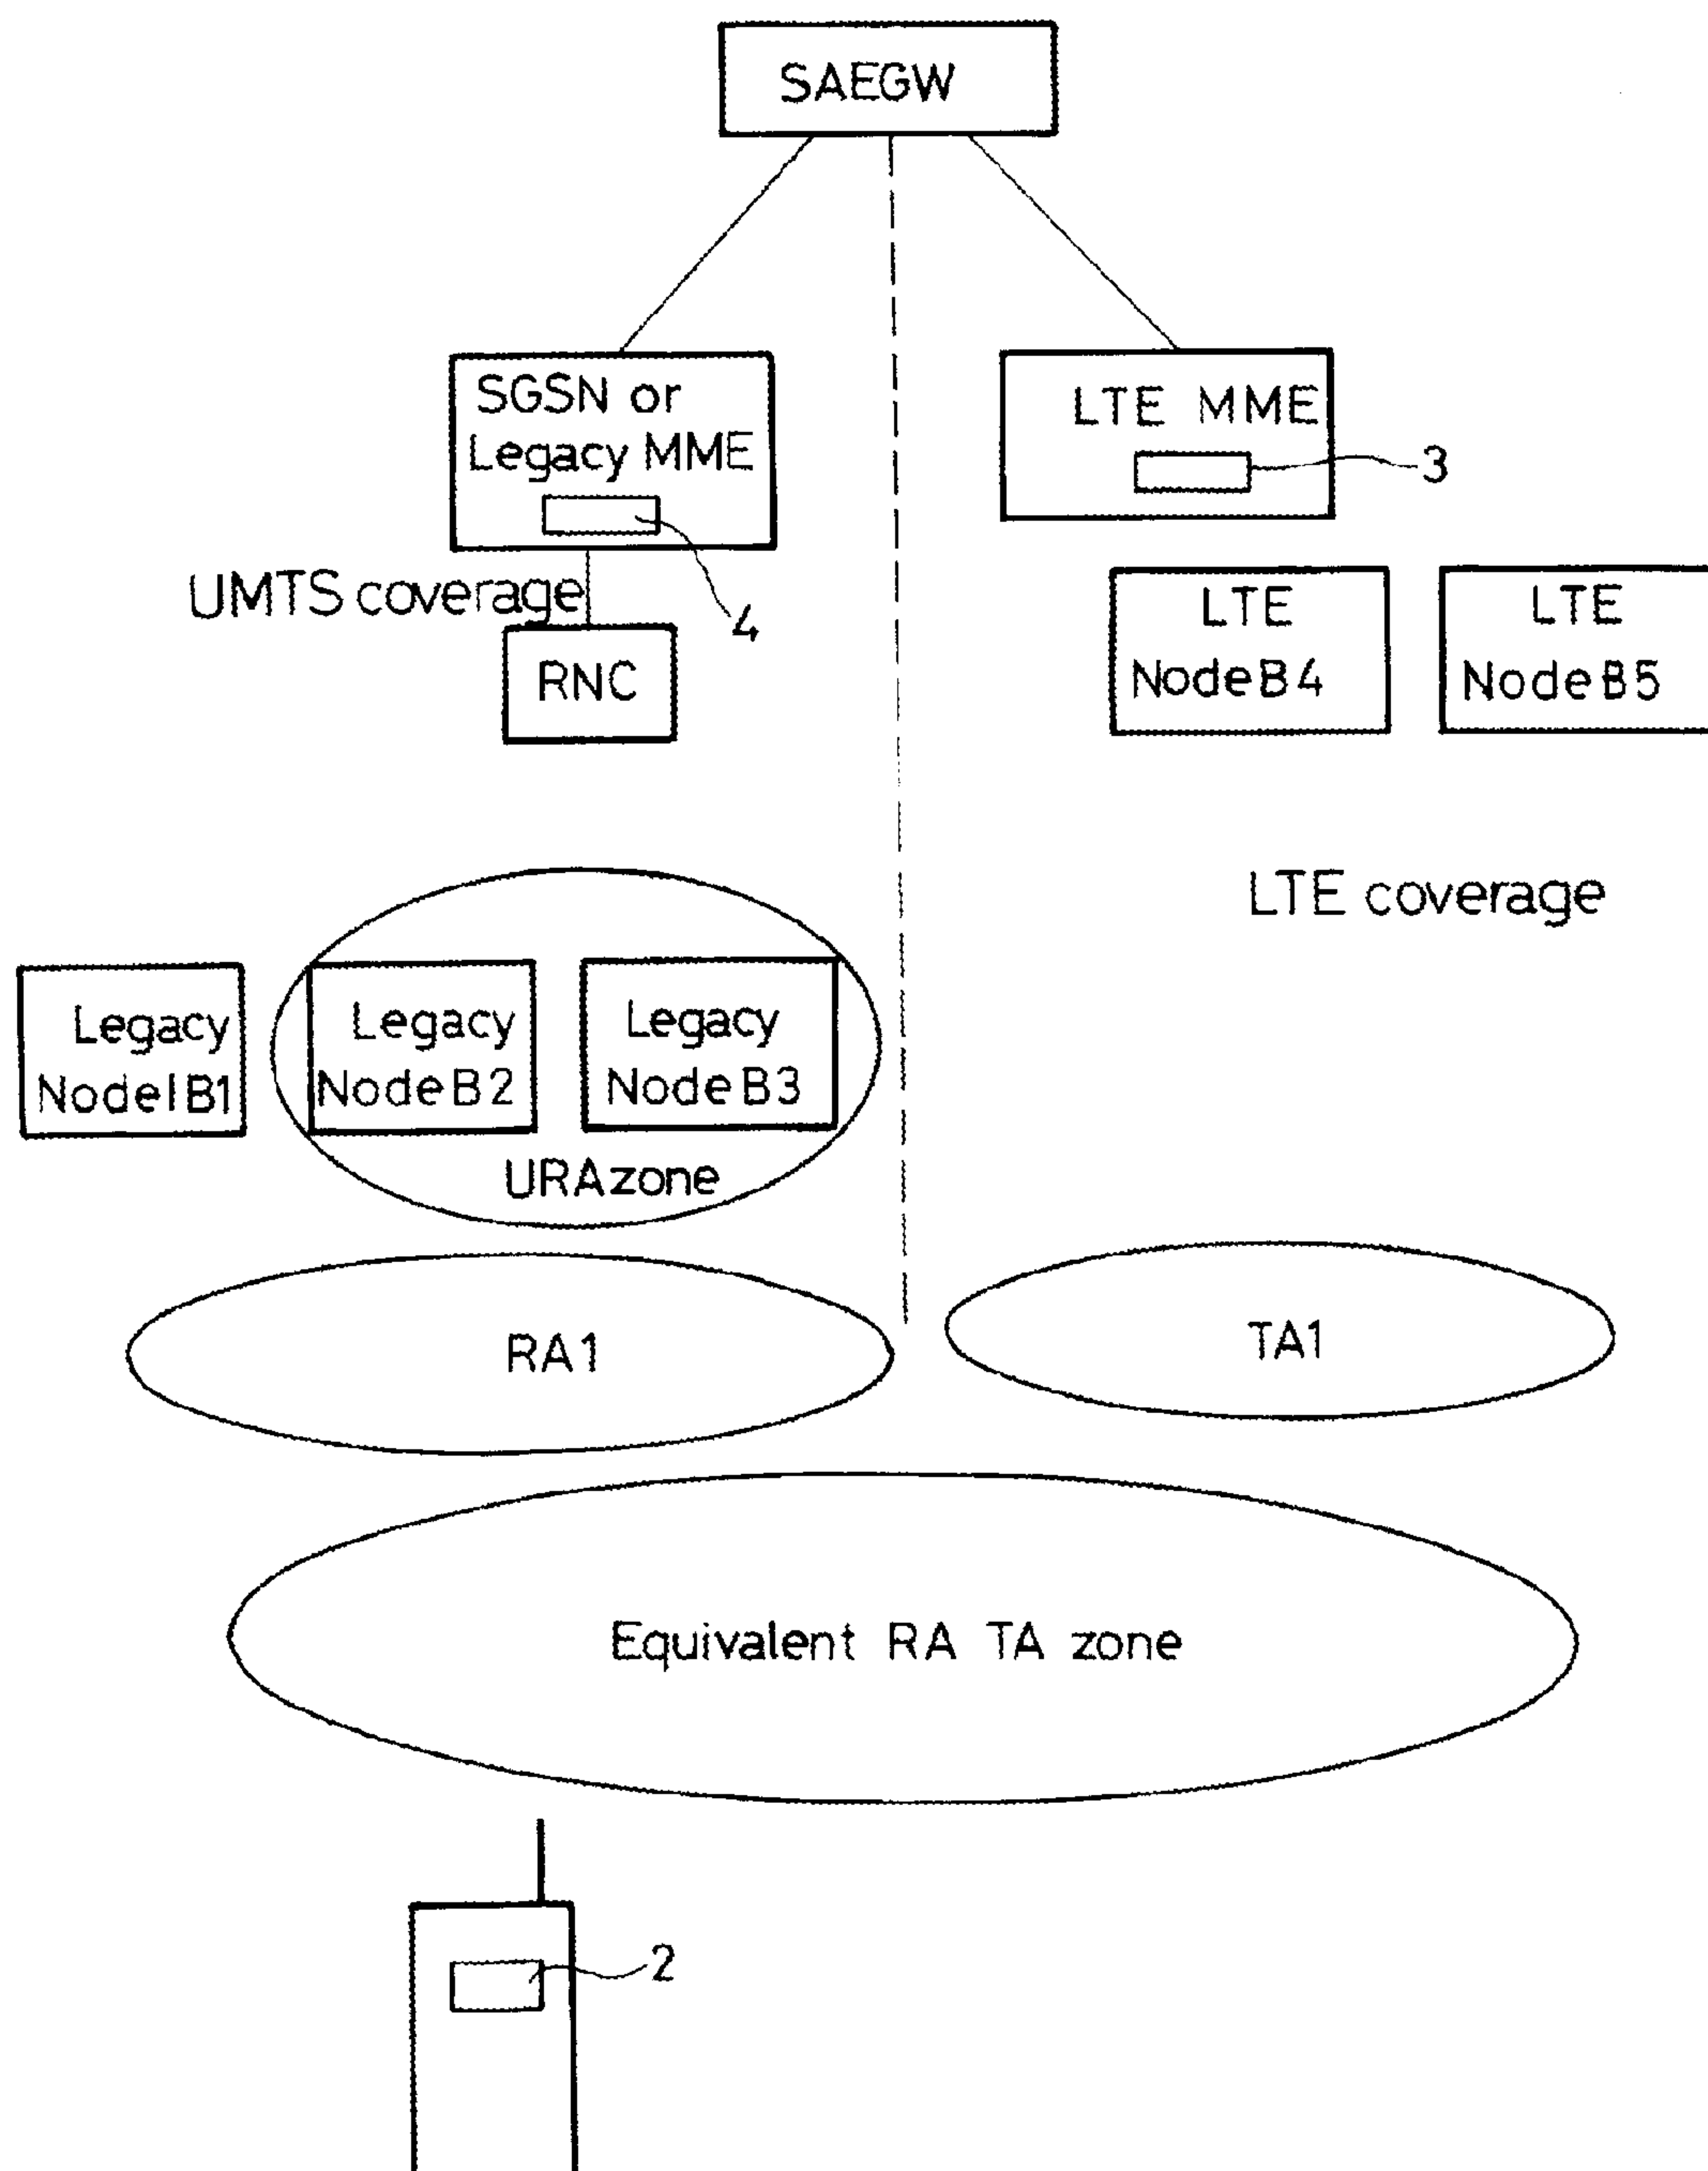 SAEGW
SGSN or
Legacy MME
4
LTE MME
3
UMTS coverage
RNC
LTE
NodeB4
LTE
NodeB5
LTE coverage
Legacy
NodelB1
Legacy
NodeB2
Legacy
NodeB3
URAzone
RA1
TA1
Equivalent RA TA zone
2